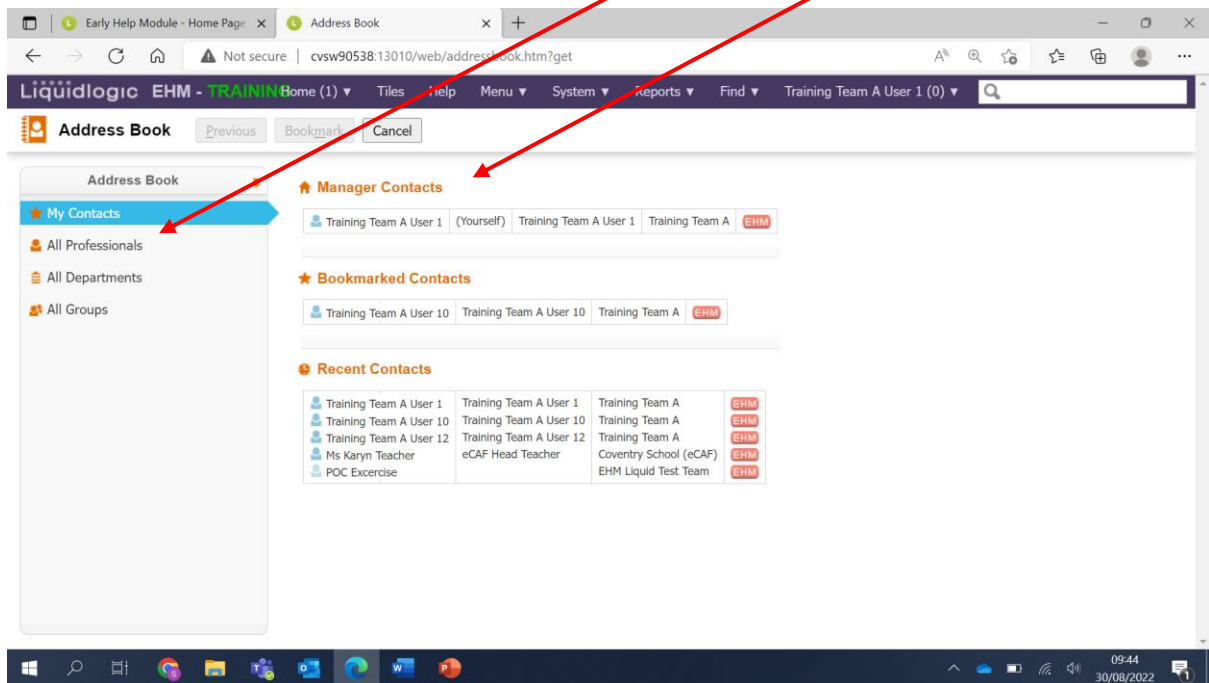 Early Help Module - Home Page
Address Book
Not secure | cvsw90538:13010/web/addressbook.htm?get
Liquidlogic EHM - TRAINING Home (1) Tiles Help Menu System Reports Find Training Team A User 1 (0)
Address Book Previous Bookmark Cancel
Address Book
My Contacts
All Professionals
All Departments
All Groups
Manager Contacts
Training Team A User 1 (Yourself) Training Team A User 1 Training Team A EHM
Bookmarked Contacts
Training Team A User 10 Training Team A User 10 Training Team A EHM
Recent Contacts
Training Team A User 1 Training Team A User 1 Training Team A EHM
Training Team A User 10 Training Team A User 10 Training Team A EHM
Training Team A User 12 Training Team A User 12 Training Team A EHM
Ms Karyn Teacher eCAF Head Teacher Coventry School (eCAF) EHM
POC Excercise EHM Liquid Test Team EHM
09:44
30/08/2022